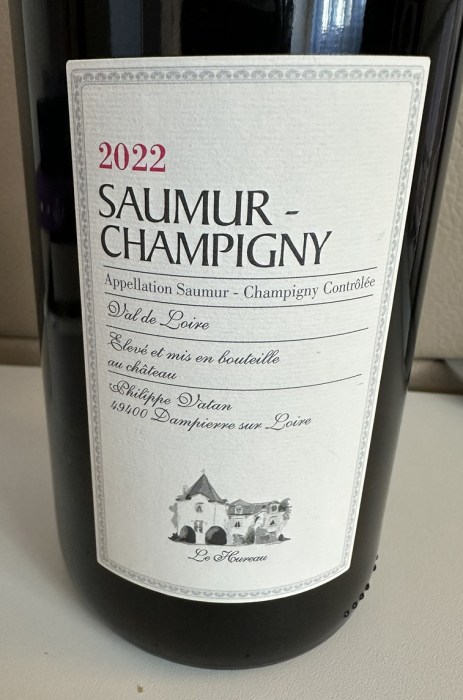 2022
SAUMUR -
CHAMPIGNY
Appellation Saumur - Champigny Contrôlée
Val de Loire
Elevé et mis en bouteille
au château
Philippe Vatan
49400 Dampierre sur Loire
Le Hureau